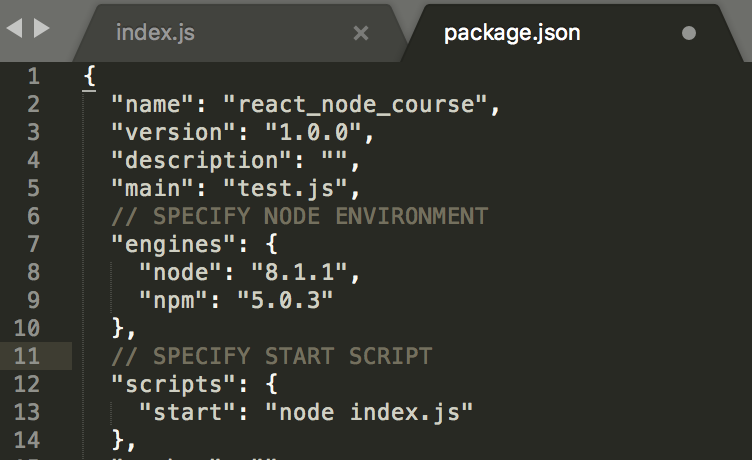 index.js × package.json
1 {
2 "name": "react_node_course",
3 "version": "1.0.0",
4 "description": "",
5 "main": "test.js",
6 // SPECIFY NODE ENVIRONMENT
7 "engines": {
8 "node": "8.1.1",
9 "npm": "5.0.3"
10 },
11 // SPECIFY START SCRIPT
12 "scripts": {
13 "start": "node index.js"
14 },